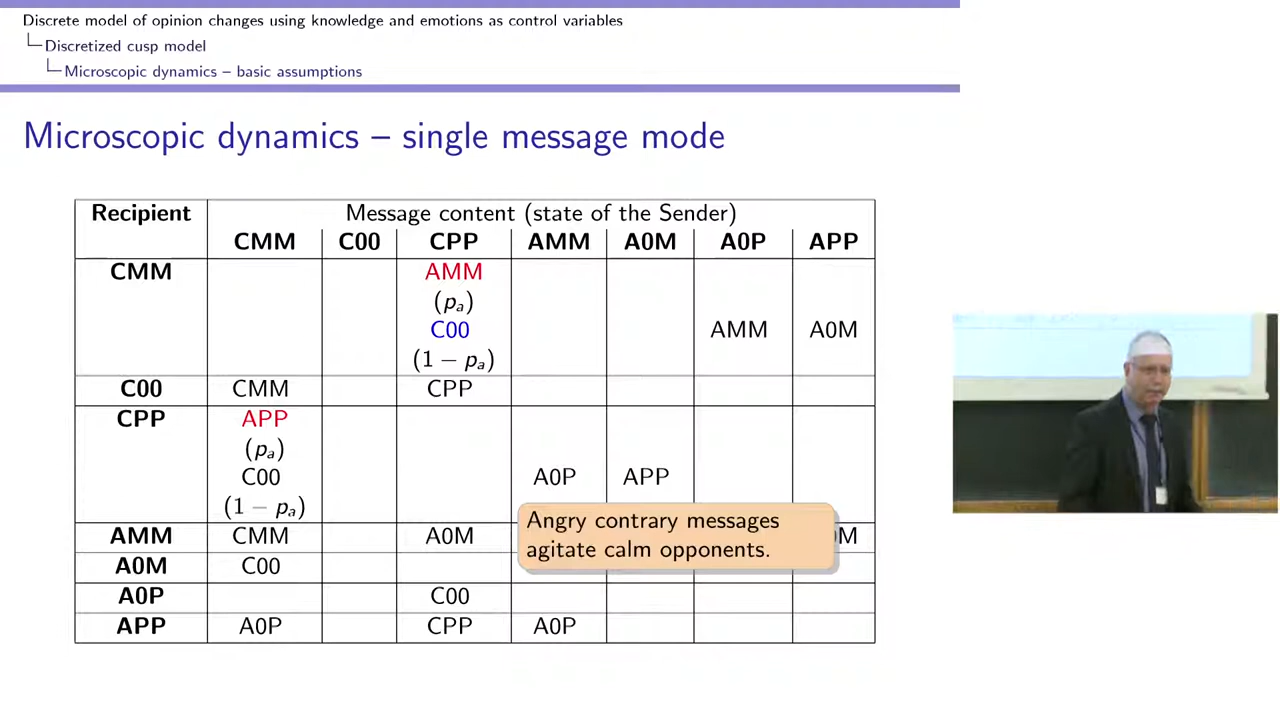 Discrete model of opinion changes using knowledge and emotions as control variables
Discretized cusp model
Microscopic dynamics – basic assumptions
Microscopic dynamics – single message mode
Recipient Message content (state of the Sender)
CMM C00 CPP AMM A0M A0P APP
CMM AMM
(pₐ)
C00 AMM A0M
(1 − pₐ)
C00 CMM CPP
CPP APP
(pₐ)
C00 A0P APP
(1 − pₐ)
Angry contrary messages
agitate calm opponents.
AMM CMM A0M
A0M C00
A0P C00
APP A0P CPP A0P